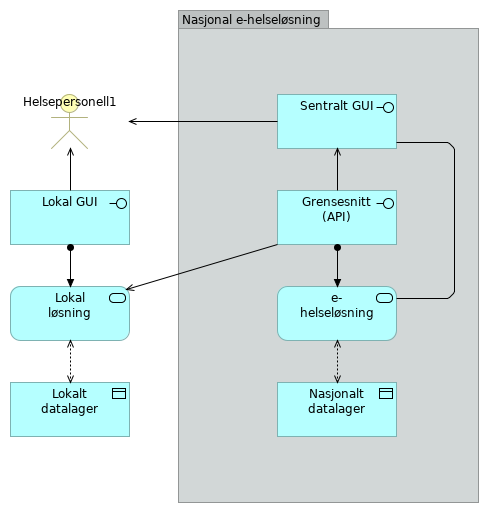 Nasjonal e-helseløsning
Helsepersonell1
Sentralt GUI
Lokal GUI
Grensesnitt
(API)
Lokal
løsning
e-
helseløsning
Lokalt
datalager
Nasjonalt
datalager